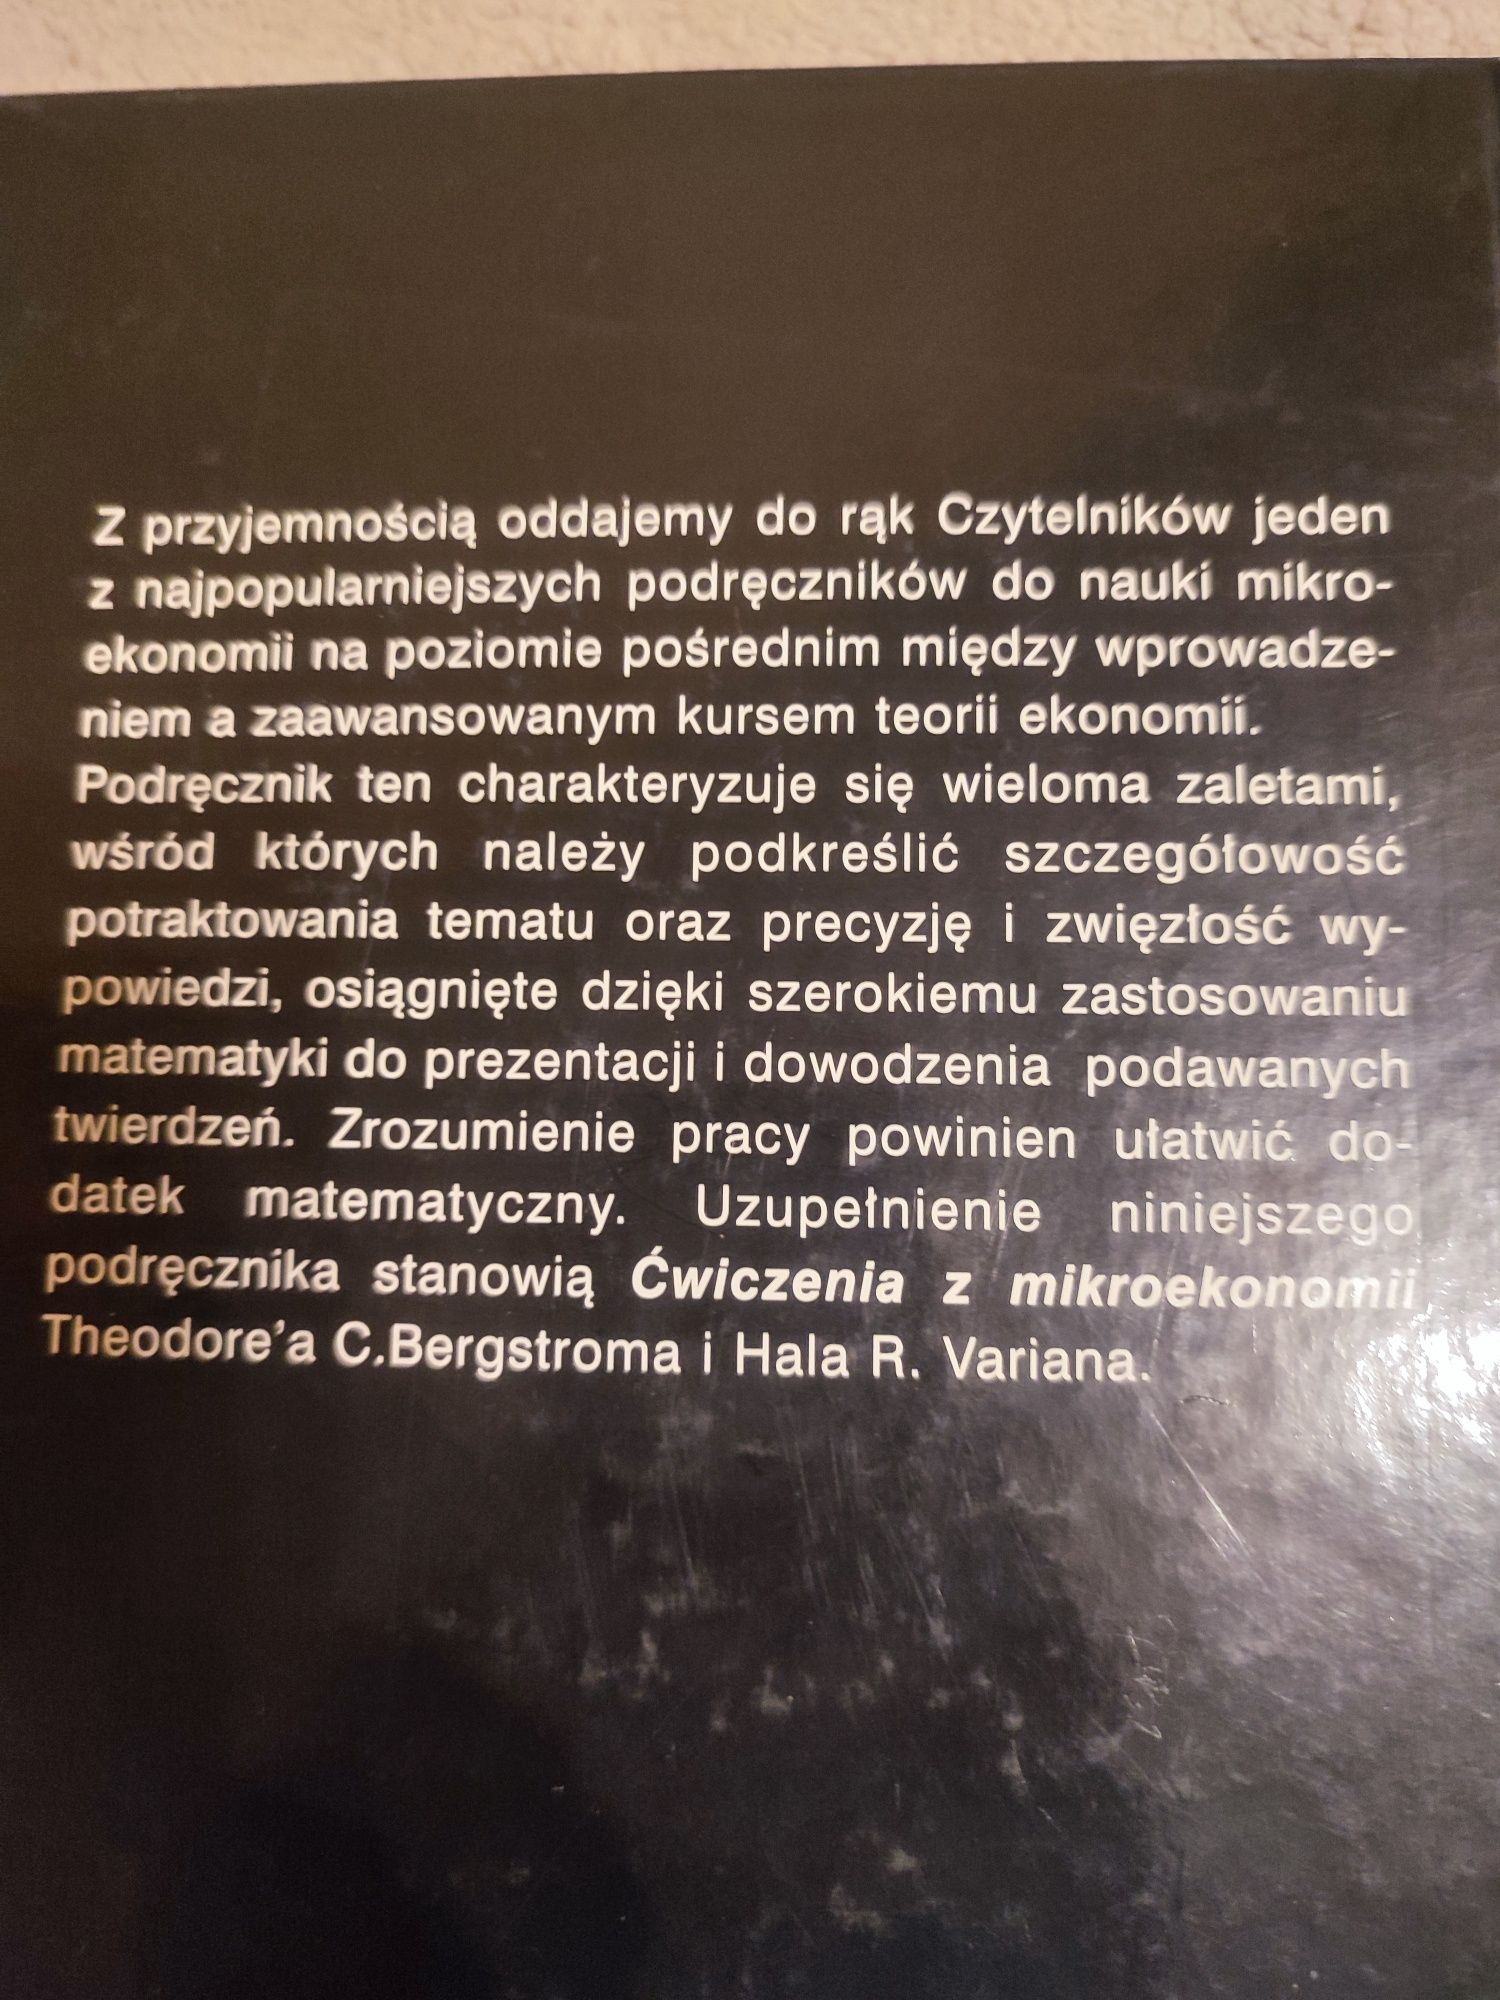 Z przyjemnością oddajemy do rąk Czytelników jeden
z najpopularniejszych podręczników do nauki mikro-
ekonomii na poziomie pośrednim między wprowadze-
niem a zaawansowanym kursem teorii ekonomii.
Podręcznik ten charakteryzuje się wieloma zaletami,
wśród których należy podkreślić szczegółowość
potraktowania tematu oraz precyzję i zwięzłość wy-
powiedzi, osiągnięte dzięki szerokiemu zastosowaniu
matematyki do prezentacji i dowodzenia podawanych
twierdzeń. Zrozumienie pracy powinien ułatwić do-
datek matematyczny. Uzupełnienie niniejszego
podręcznika stanowią Ćwiczenia z mikroekonomii
Theodore'a C.Bergstroma i Hala R. Variana.